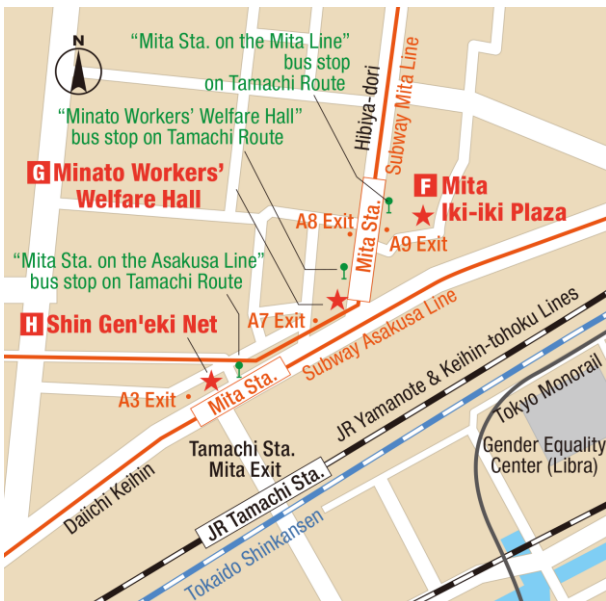 N
“Mita Sta. on the Mita Line”
bus stop
on Tamachi Route
“Minato Workers’ Welfare Hall”
bus stop on Tamachi Route
Hibiya-dori
Subway Mita Line
G Minato Workers’
Welfare Hall
F Mita
Iki-iki Plaza
A8 Exit
Mita Sta.
A9 Exit
“Mita Sta. on the Asakusa Line”
bus stop on Tamachi Route
H Shin Gen’eki Net
A7 Exit
Subway Asakusa Line
A3 Exit
Mita Sta.
JR Yamanote & Keihin-tohoku Lines
Tokyo Monorail
Tamachi Sta.
Mita Exit
Gender Equality
Center (Libra)
Daiichi Keihin
JR Tamachi Sta.
Tokaido Shinkansen